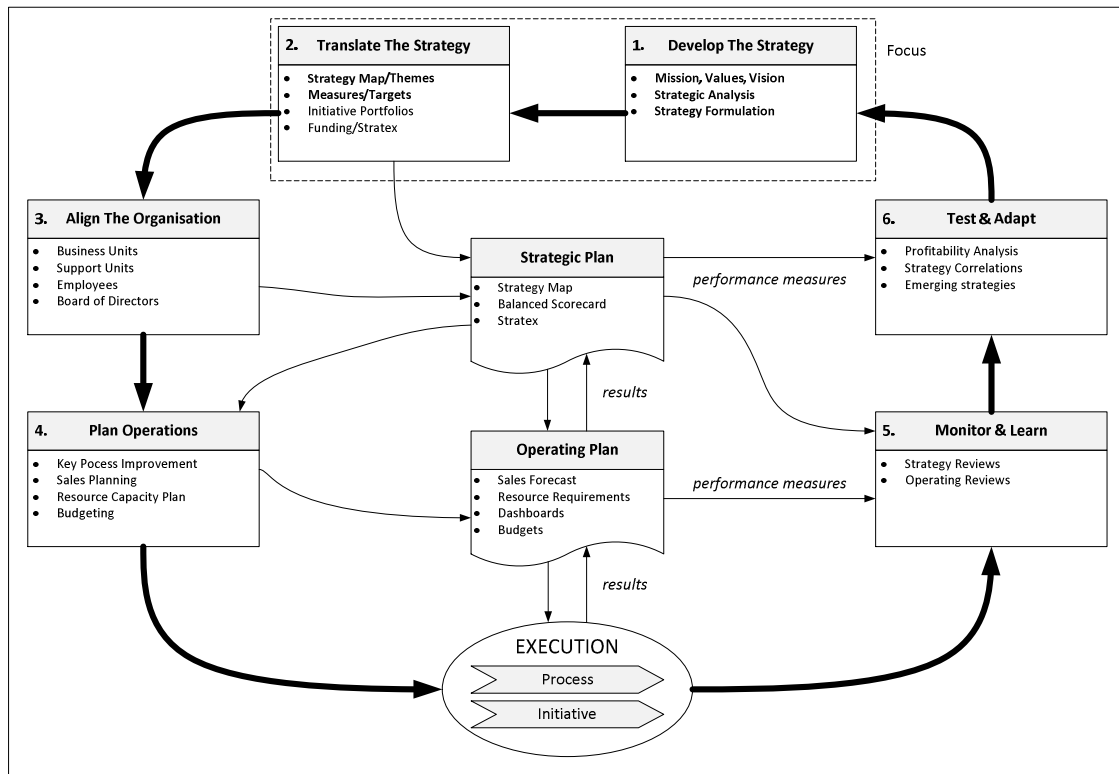 2. Translate The Strategy
• Strategy Map/Themes
• Measures/Targets
• Initiative Portfolios
• Funding/Stratex
1. Develop The Strategy
• Mission, Values, Vision
• Strategic Analysis
• Strategy Formulation
Focus
3. Align The Organisation
• Business Units
• Support Units
• Employees
• Board of Directors
Strategic Plan
• Strategy Map
• Balanced Scorecard
• Stratex
performance measures
6. Test & Adapt
• Profitability Analysis
• Strategy Correlations
• Emerging strategies
results
4. Plan Operations
• Key Pocess Improvement
• Sales Planning
• Resource Capacity Plan
• Budgeting
Operating Plan
• Sales Forecast
• Resource Requirements
• Dashboards
• Budgets
performance measures
5. Monitor & Learn
• Strategy Reviews
• Operating Reviews
results
EXECUTION
Process
Initiative